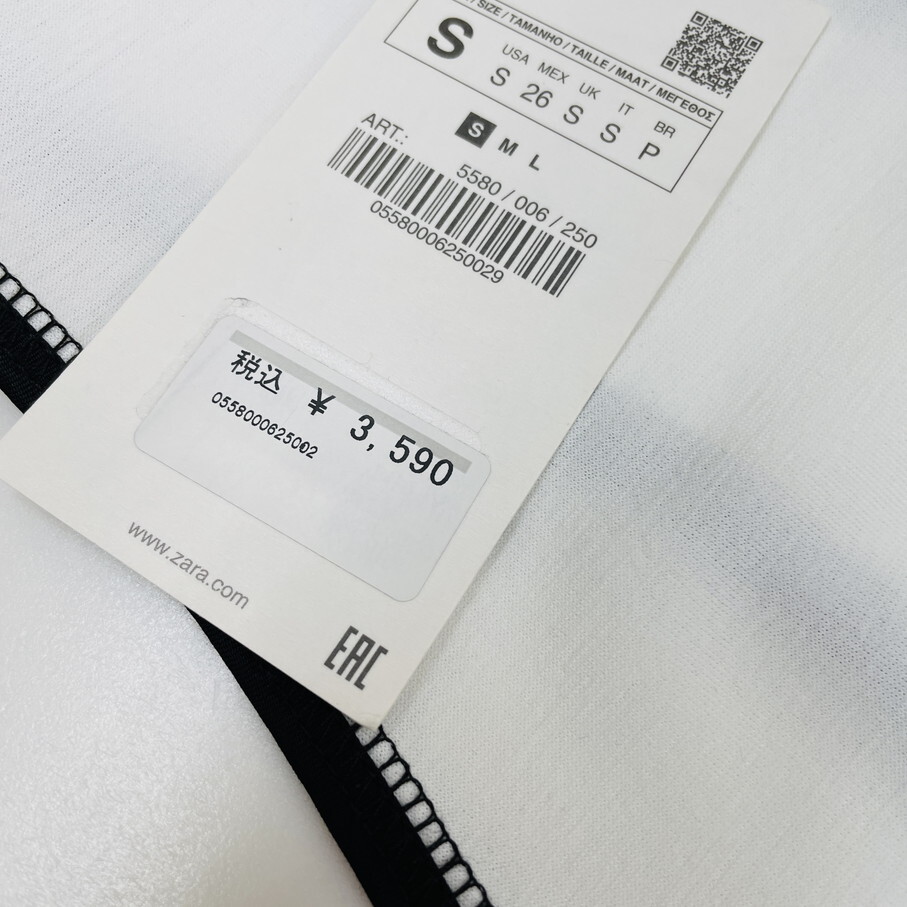 / SIZE / TAMANHO / TAILLE / MAAT / ΜΕΓΕΘΟΣ
S
USA MEX UK IT BR
S 26 S S P
S M L
ART.:
5580 / 006 / 250
05580006250029
税込 ¥ 3,590
0558000625002
www.zara.com
EAC